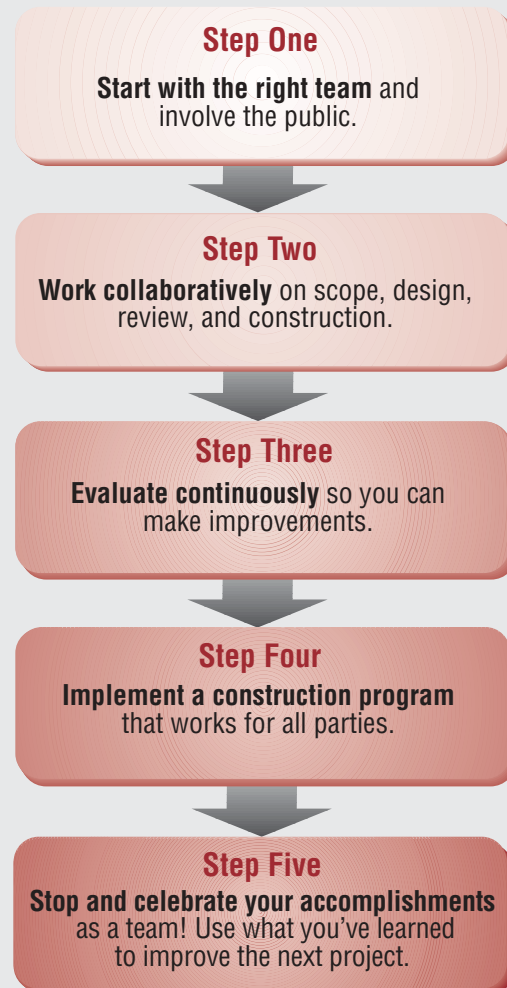 Step One
Start with the right team and
involve the public.
Step Two
Work collaboratively on scope, design,
review, and construction.
Step Three
Evaluate continuously so you can
make improvements.
Step Four
Implement a construction program
that works for all parties.
Step Five
Stop and celebrate your accomplishments
as a team! Use what you’ve learned
to improve the next project.